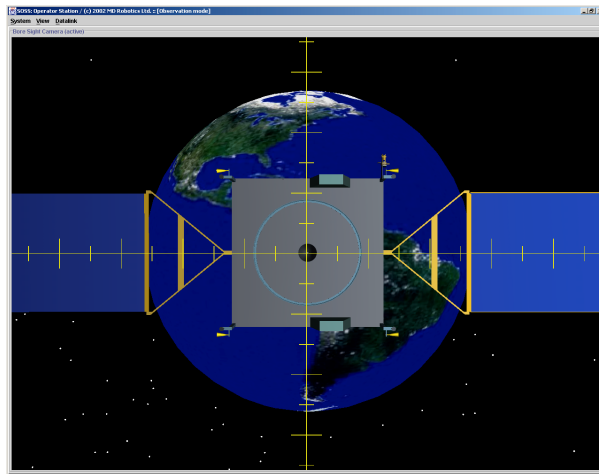 SOSS: Operator Station / (c) 2002 MD Robotics Ltd. :: [Observation mode]
System View Datalink
Bore Sight Camera (active)